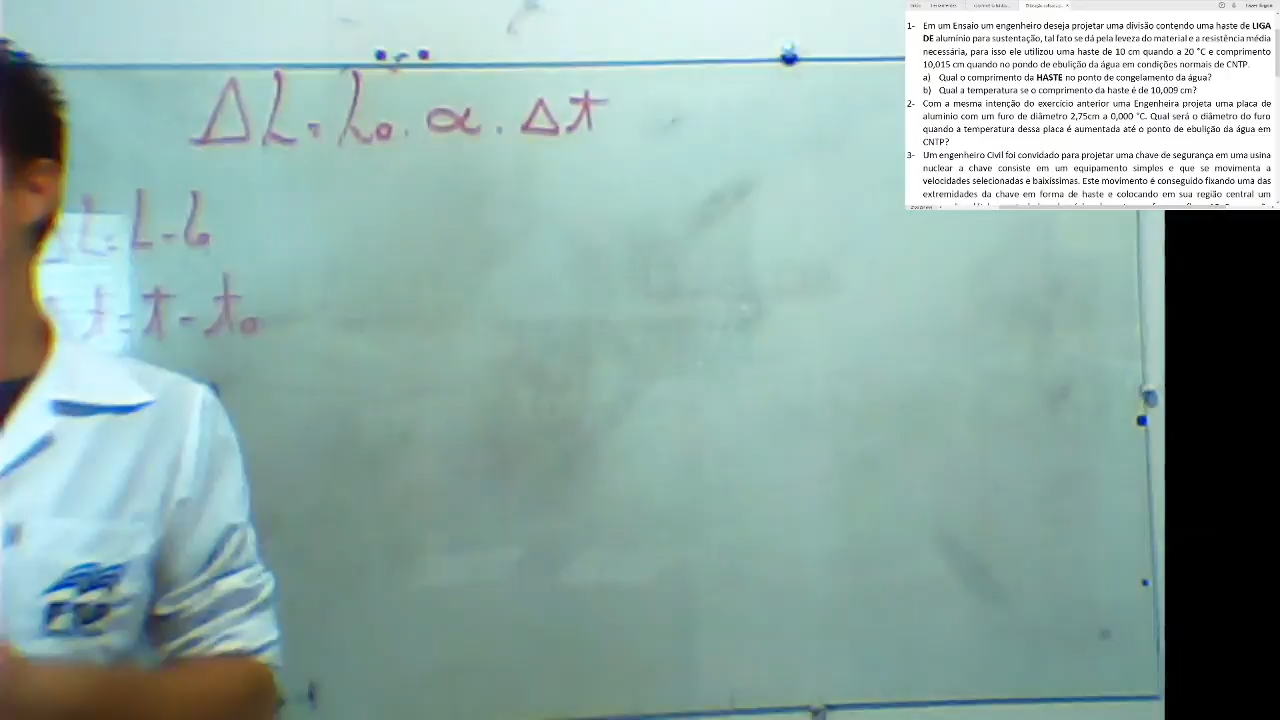 ΔL = L₀ . α . Δt
ΔL = L - L₀
t = t - t₀
1- Em um Ensaio um engenheiro deseja projetar uma divisão contendo uma haste de LIGA
DE alumínio para sustentação, tal fato se dá pela leveza do material e a resistência média
necessária, para isso ele utilizou uma haste de 10 cm quando a 20 °C e comprimento
10,015 cm quando no pondo de ebulição da água em condições normais de CNTP.
a) Qual o comprimento da HASTE no ponto de congelamento da água?
b) Qual a temperatura se o comprimento da haste é de 10,009 cm?
2- Com a mesma intenção do exercício anterior uma Engenheira projeta uma placa de
alumínio com um furo de diâmetro 2,75cm a 0,000 °C. Qual será o diâmetro do furo
quando a temperatura dessa placa é aumentada até o ponto de ebulição da água em
CNTP?
3- Um engenheiro Civil foi convidado para projetar uma chave de segurança em uma usina
nuclear a chave consiste em um equipamento simples e que se movimenta a
velocidades selecionadas e baixíssimas. Este movimento é conseguido fixando uma das
extremidades da chave em forma de haste e colocando em sua região central um